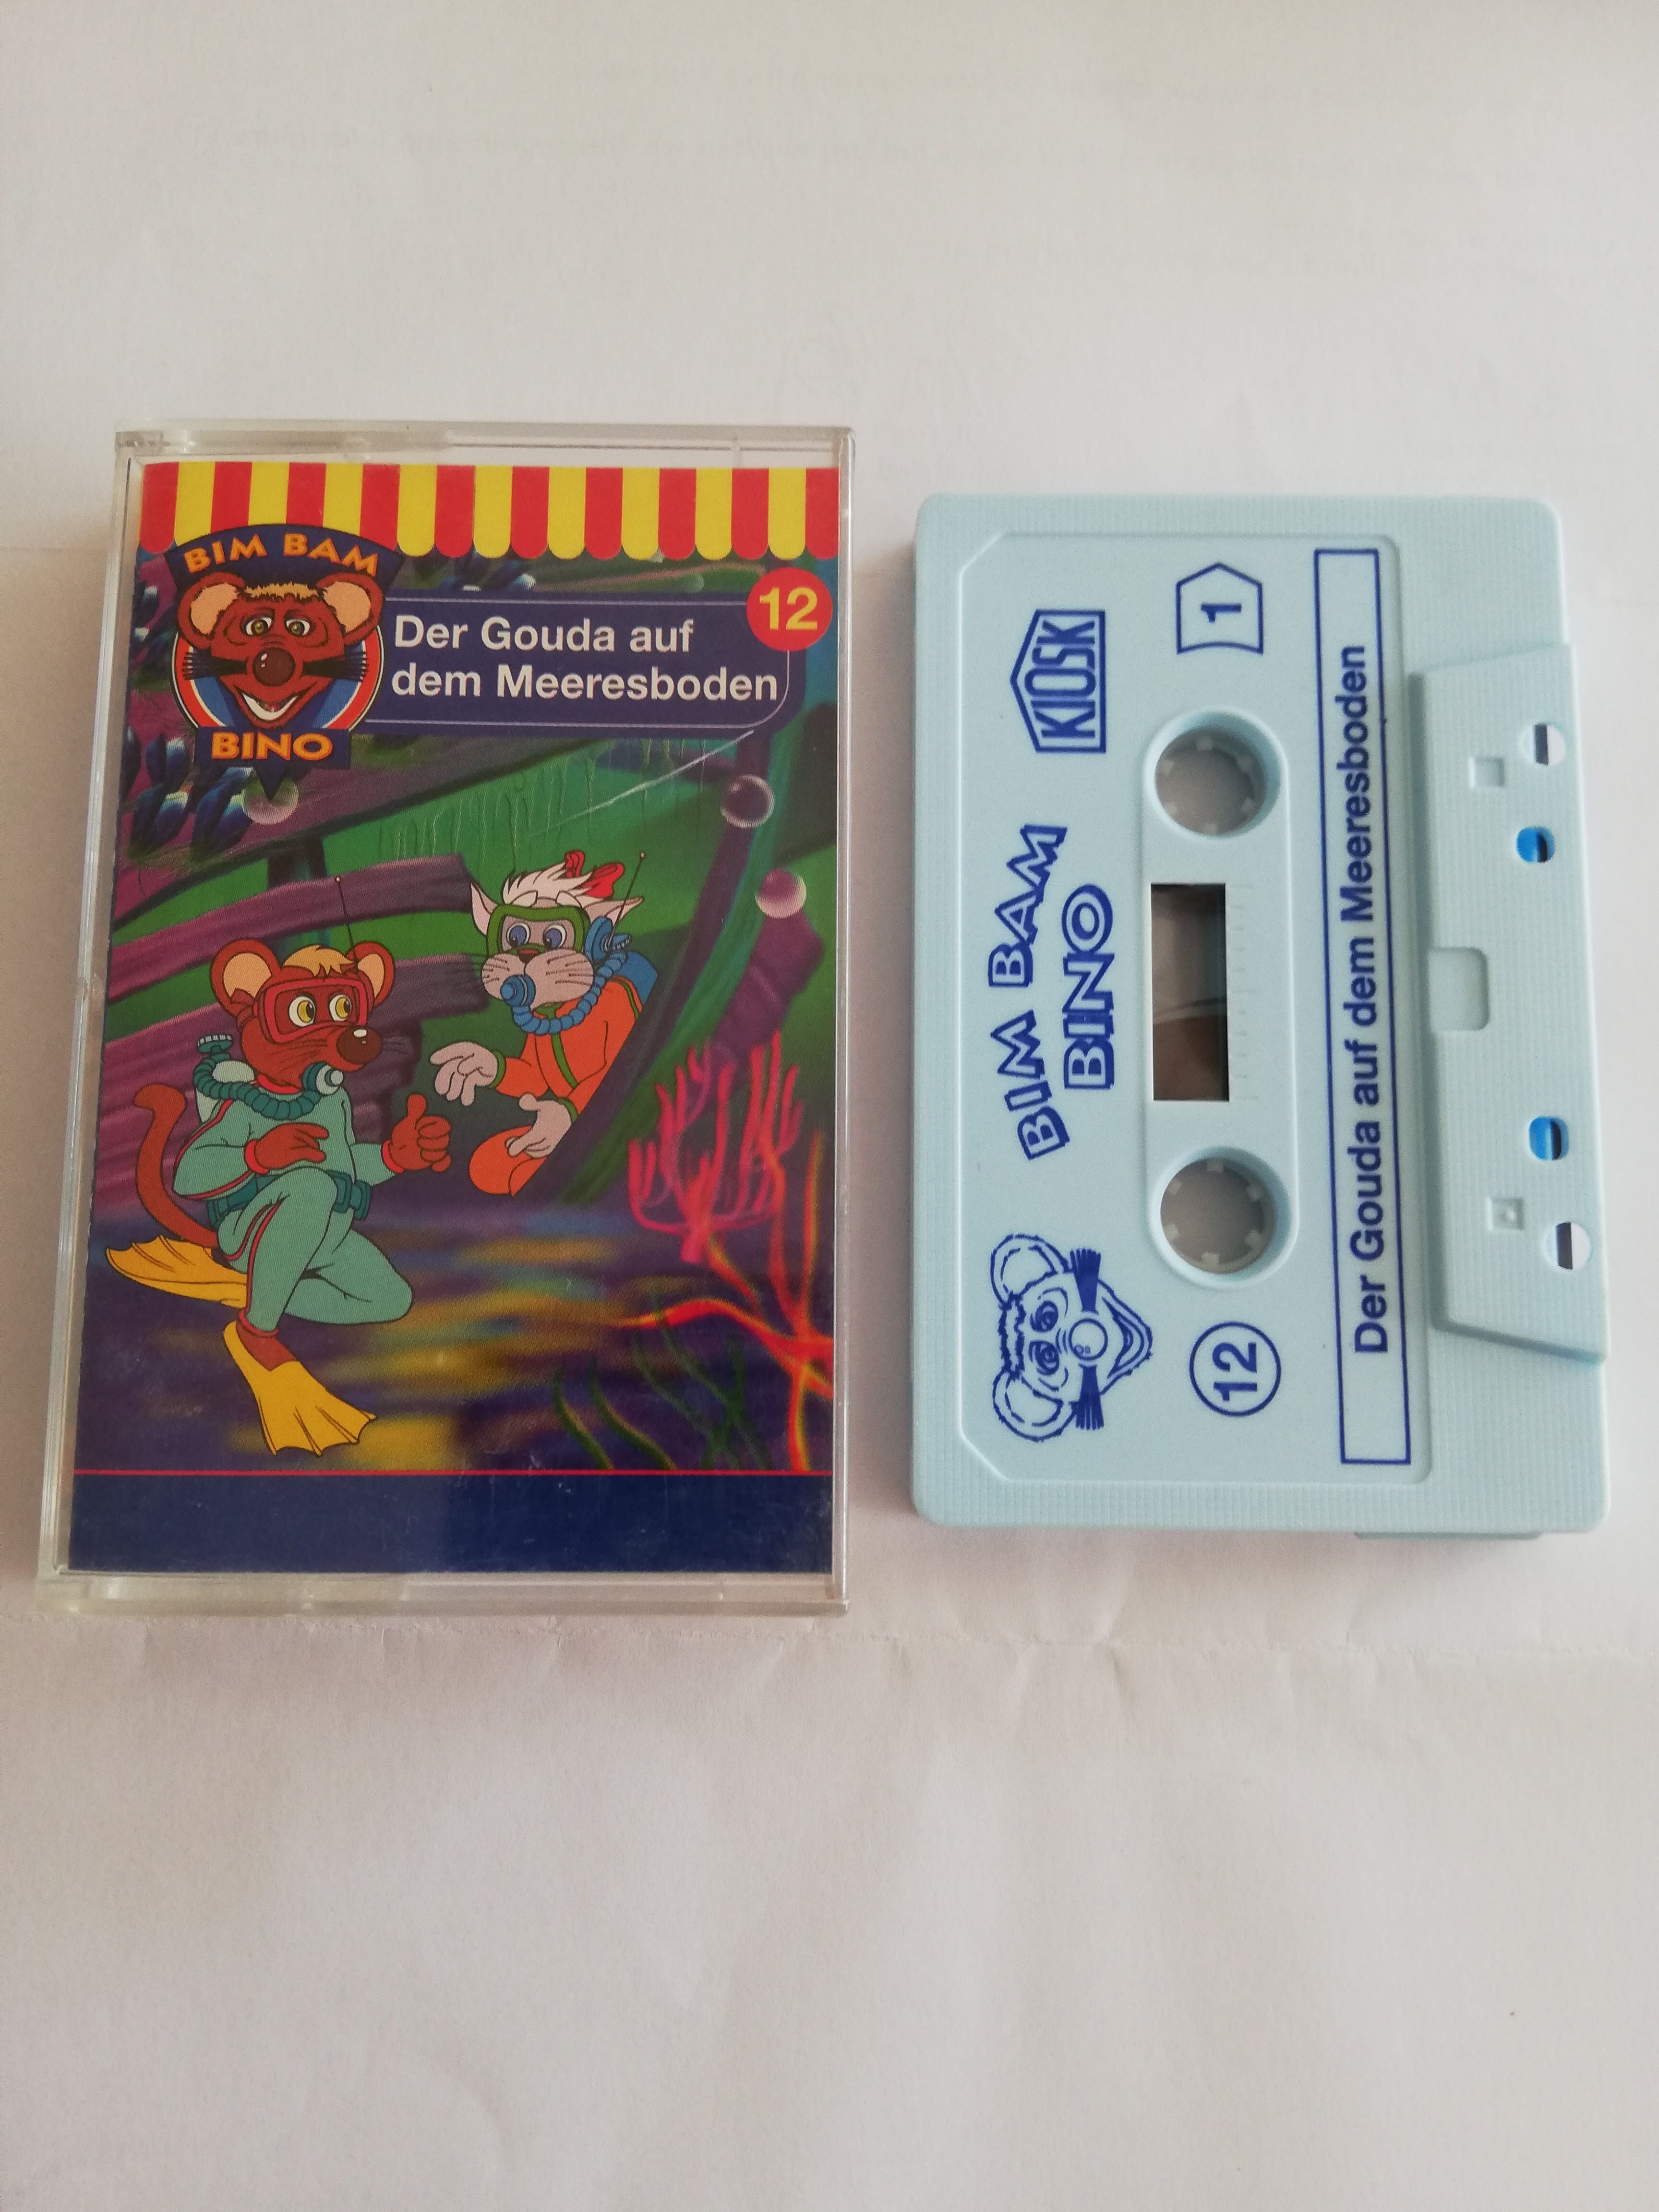 BIM BAM
BINO
12
Der Gouda auf
dem Meeresboden
12
BIM BAM
BINO
KIOSK
1
Der Gouda auf dem Meeresboden